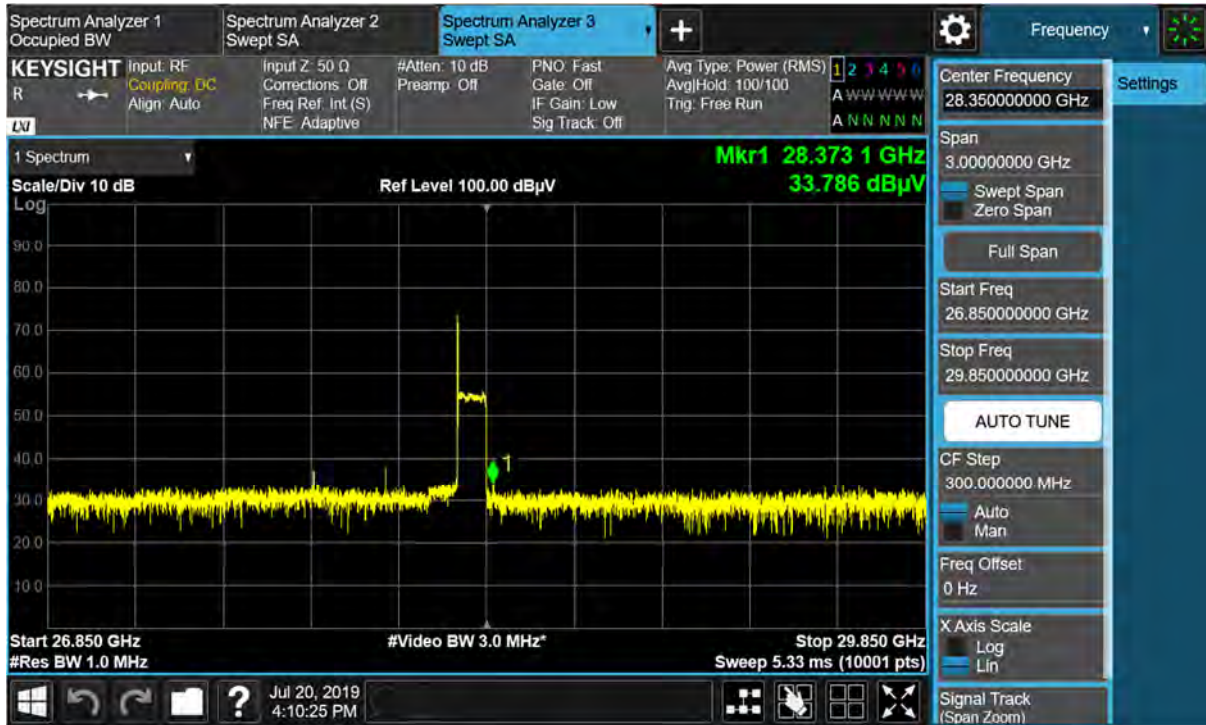 Spectrum Analyzer 1
Occupied BW
Spectrum Analyzer 2
Swept SA
Spectrum Analyzer 3
Swept SA
+
Frequency
KEYSIGHT
R
LXI
Input: RF
Coupling: DC
Align: Auto
Input Z: 50 Ω
Corrections: Off
Freq Ref: Int (S)
NFE: Adaptive
#Atten: 10 dB
Preamp: Off
PNO: Fast
Gate: Off
IF Gain: Low
Sig Track: Off
Avg Type: Power (RMS)
Avg|Hold: 100/100
Trig: Free Run
1 2 3 4 5 6
A W W W W W
A N N N N N
1 Spectrum
Scale/Div 10 dB
Log
Ref Level 100.00 dBµV
Mkr1 28.373 1 GHz
33.786 dBµV
90.0
80.0
70.0
60.0
50.0
40.0
30.0
20.0
10.0
1
Start 26.850 GHz
#Res BW 1.0 MHz
#Video BW 3.0 MHz*
Stop 29.850 GHz
Sweep 5.33 ms (10001 pts)
Center Frequency
28.350000000 GHz
Settings
Span
3.00000000 GHz
Swept Span
Zero Span
Full Span
Start Freq
26.850000000 GHz
Stop Freq
29.850000000 GHz
AUTO TUNE
CF Step
300.000000 MHz
Auto
Man
Freq Offset
0 Hz
X Axis Scale
Log
Lin
Signal Track
(Span Zoom)
?
Jul 20, 2019
4:10:25 PM